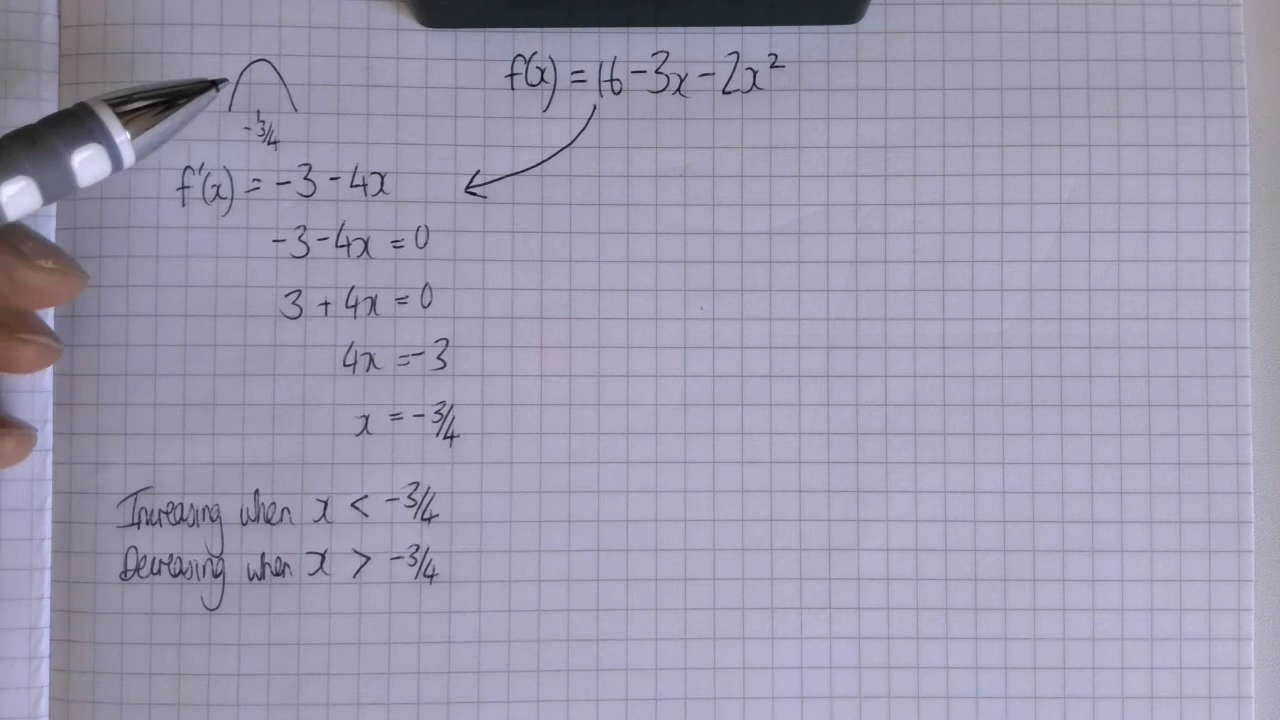 f(x) = 16 - 3x - 2x²
-3/4
f'(x) = -3 - 4x
-3 - 4x = 0
3 + 4x = 0
4x = -3
x = -3/4
Increasing when x < -3/4
Decreasing when x > -3/4